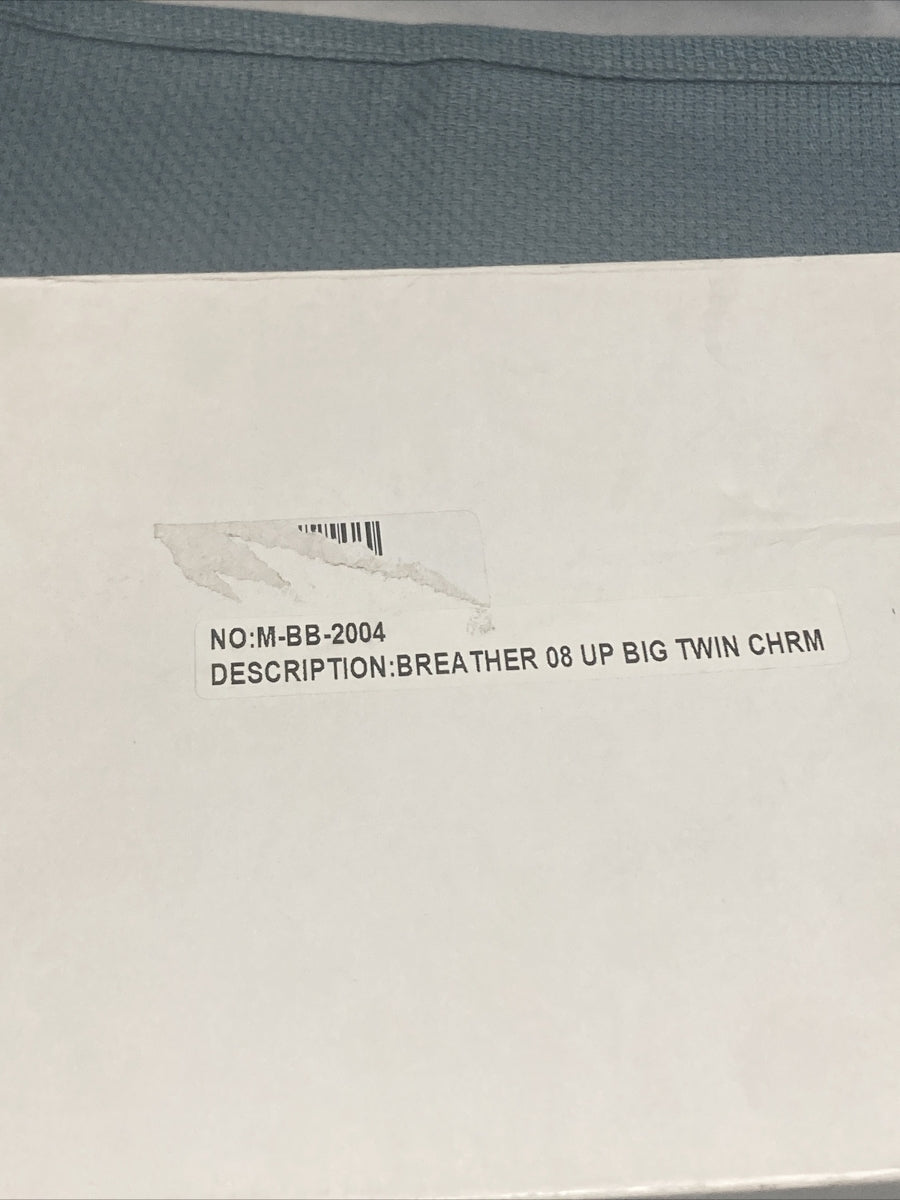 NO:M-BB-2004
DESCRIPTION:BREATHER 08 UP BIG TWIN CHRM